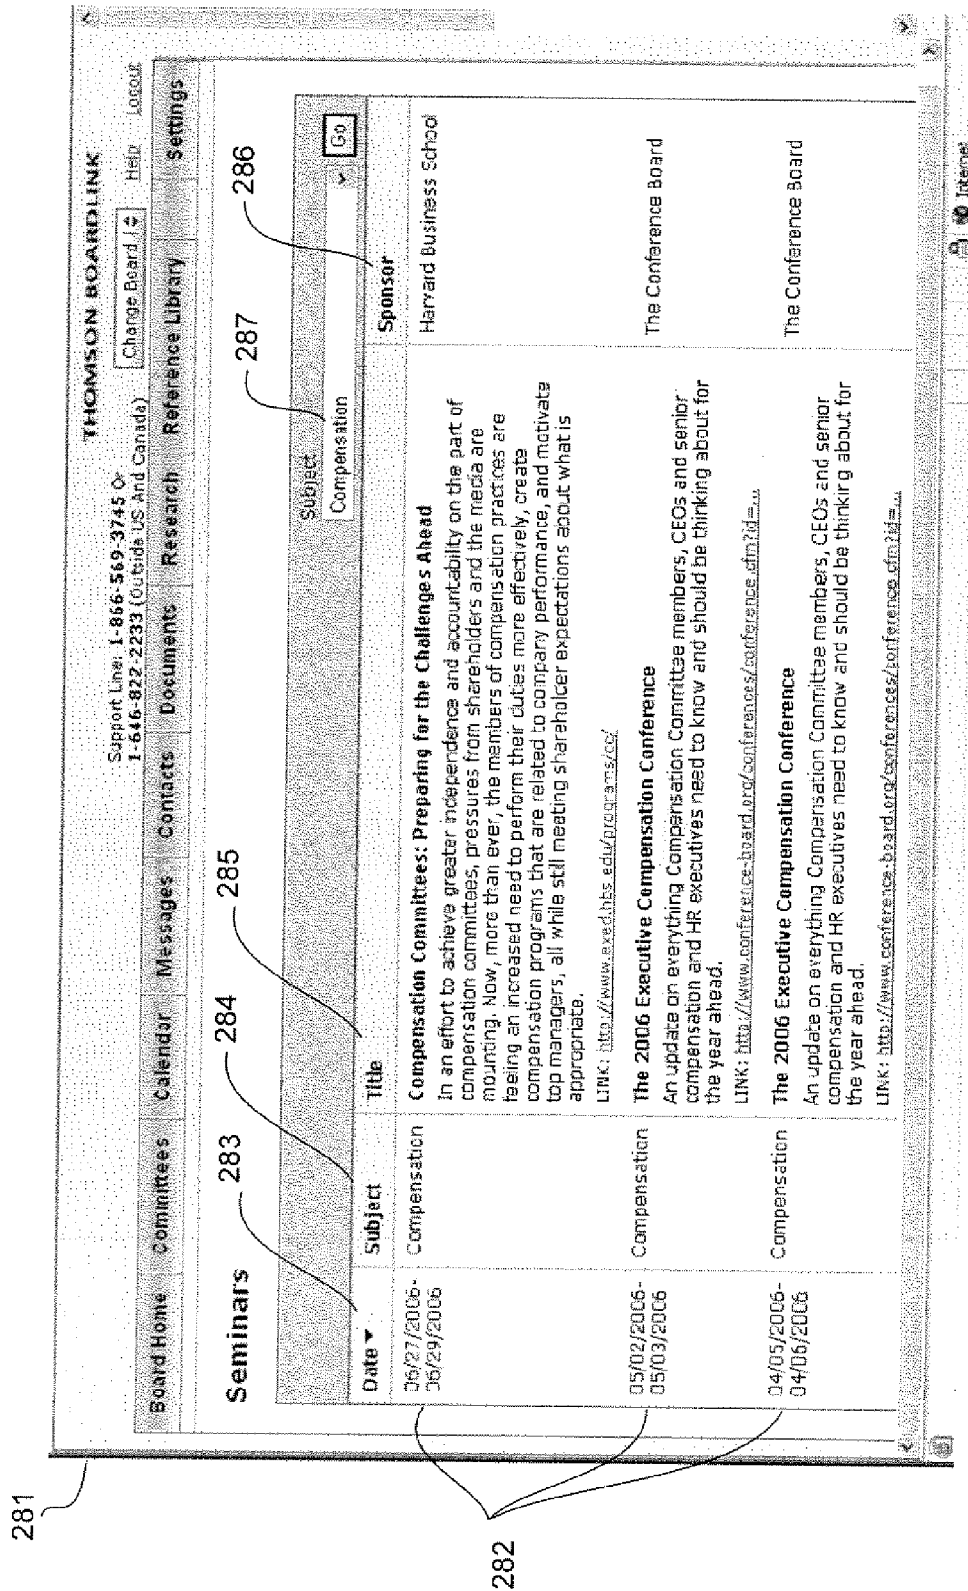 281
THOMSON BOARDLINK
Support Line: 1-866-569-3745 Or
1-646-822-2233 (Outside US And Canada)
Change Board
Help
Logout
Board Home
Committees
Calendar
Messages
Contacts
Documents
Research
Reference Library
Settings
Seminars
283
284
285
287
286
Subject
Compensation
Go
Date
Subject
Title
Sponsor
06/27/2006-
06/29/2006
Compensation
Compensation Committees: Preparing for the Challenges Ahead
In an effort to achieve greater independence and accountability on the part of
compensation committees, pressures from shareholders and the media are
mounting. Now, more than ever, the members of compensation practices are
feeling an increased need to perform their duties more effectively, create
compensation programs that are related to company performance, and motivate
top managers, all while still meeting shareholder expectations about what is
appropriate.
LINK: http://www.exed.hbs.edu/programs/cc/
Harvard Business School
05/02/2006-
05/03/2006
Compensation
The 2006 Executive Compensation Conference
An update on everything Compensation Committee members, CEOs and senior
compensation and HR executives need to know and should be thinking about for
the year ahead.
LINK: http://www.conference-board.org/conferences/conference.cfm?id=...
The Conference Board
04/05/2006-
04/06/2006
Compensation
The 2006 Executive Compensation Conference
An update on everything Compensation Committee members, CEOs and senior
compensation and HR executives need to know and should be thinking about for
the year ahead.
LINK: http://www.conference-board.org/conferences/conference.cfm?id=...
The Conference Board
282
Internet